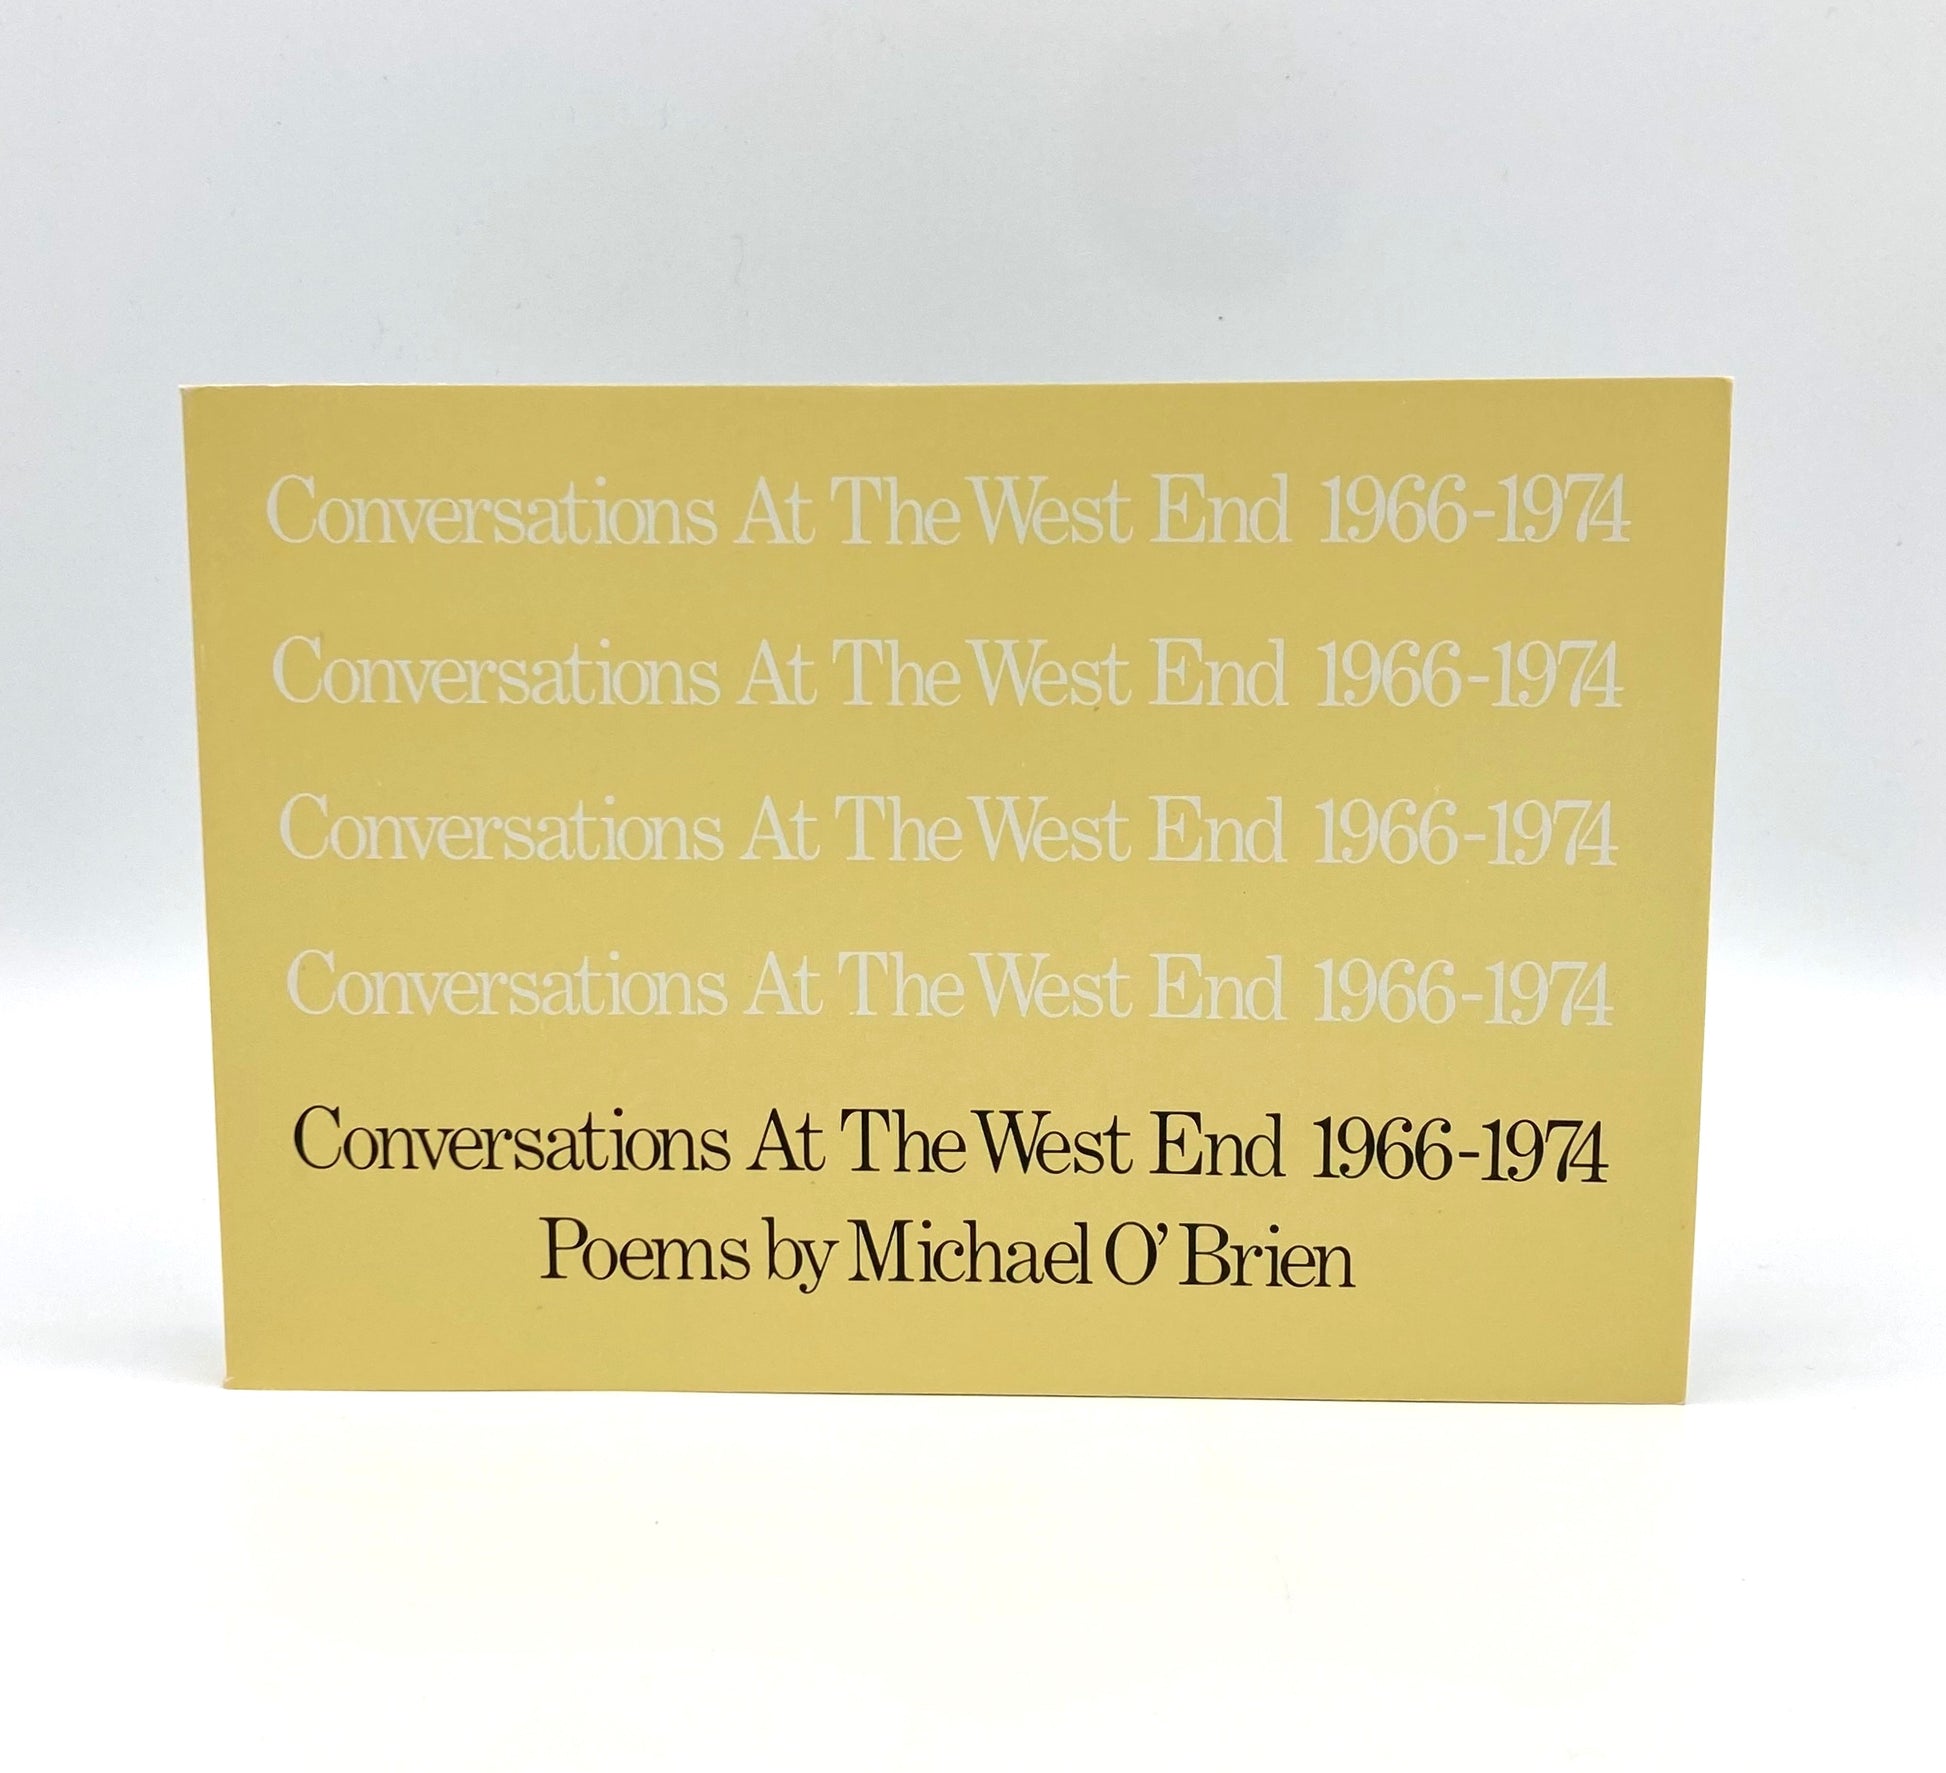 Conversations At The West End 1966-1974
Conversations At The West End 1966-1974
Conversations At The West End 1966-1974
Conversations At The West End 1966-1974
Conversations At The West End 1966-1974
Poems by Michael O' Brien